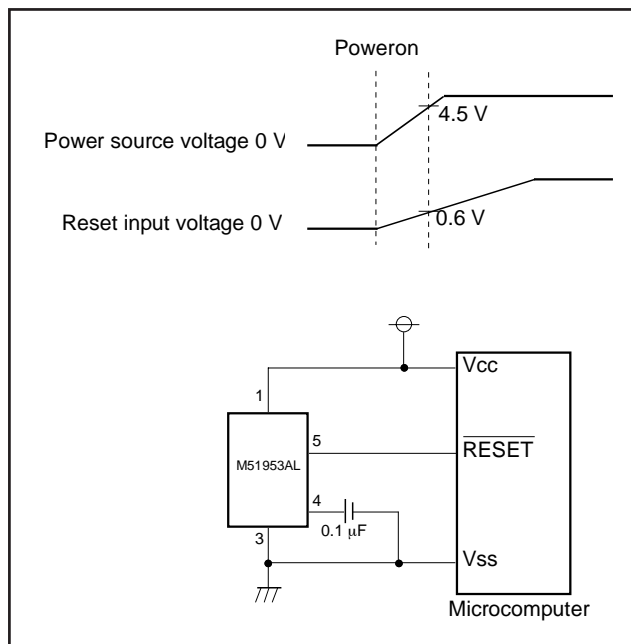 Poweron
4.5 V
Power source voltage 0 V
0.6 V
Reset input voltage 0 V
Vcc
1
5
RESET
M51953AL
4
0.1 μF
3
Vss
Microcomputer